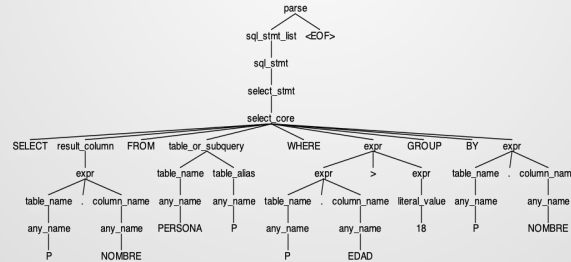 parse
sql_stmt_list <EOF>
sql_stmt
select_stmt
select_core
SELECT result_column FROM table_or_subquery WHERE expr GROUP BY expr
expr table_name table_alias expr > expr table_name . column_name
table_name . column_name any_name any_name table_name . column_name literal_value any_name any_name
any_name any_name PERSONA P any_name any_name 18 P NOMBRE
P NOMBRE P EDAD